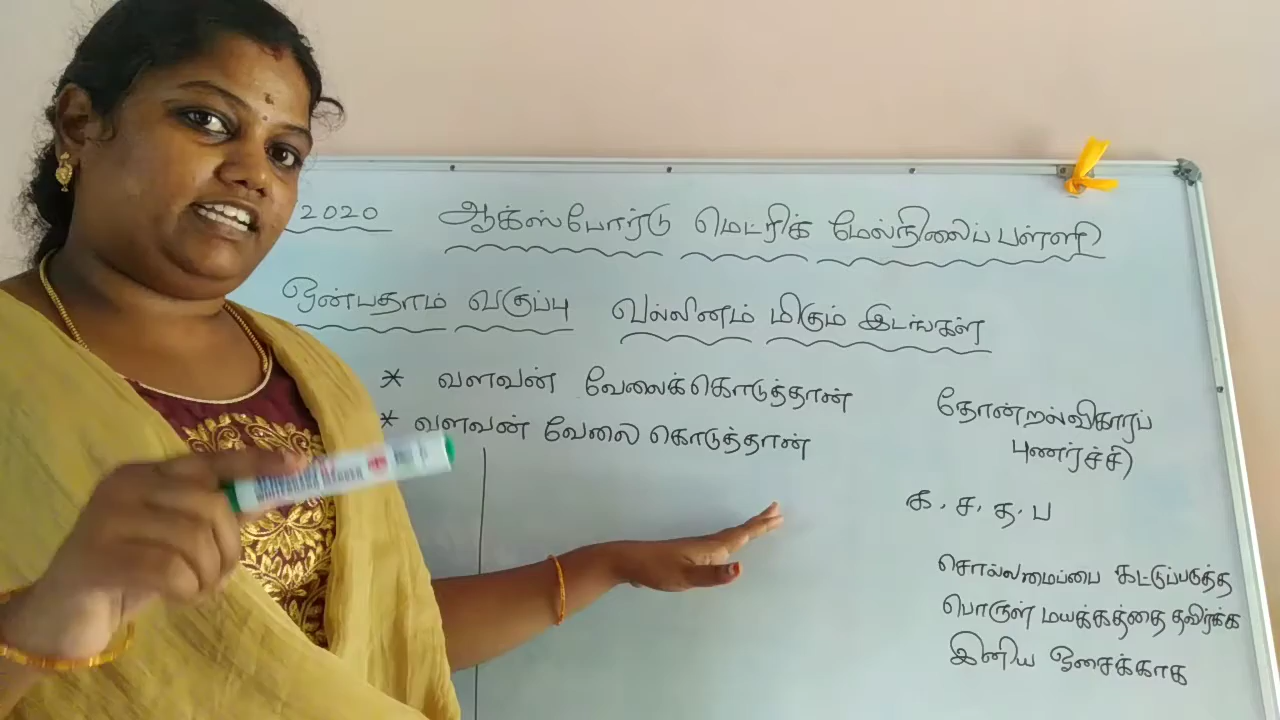 2020 ஆக்ஸ்போர்டு மெட்ரிக் மேல்நிலைப்பள்ளி
ஒன்பதாம் வகுப்பு வல்லினம் மிகும் இடங்கள்
* வளவன் வேலைக்கொடுத்தான்
* வளவன் வேலை கொடுத்தான்
தோன்றல்விகாரப்
புணர்ச்சி
க, ச, த, ப
சொல்லமைப்பை கட்டுப்படுத்த
பொருள் மயக்கத்தை தவிர்க்க
இனிய ஓசைக்காக